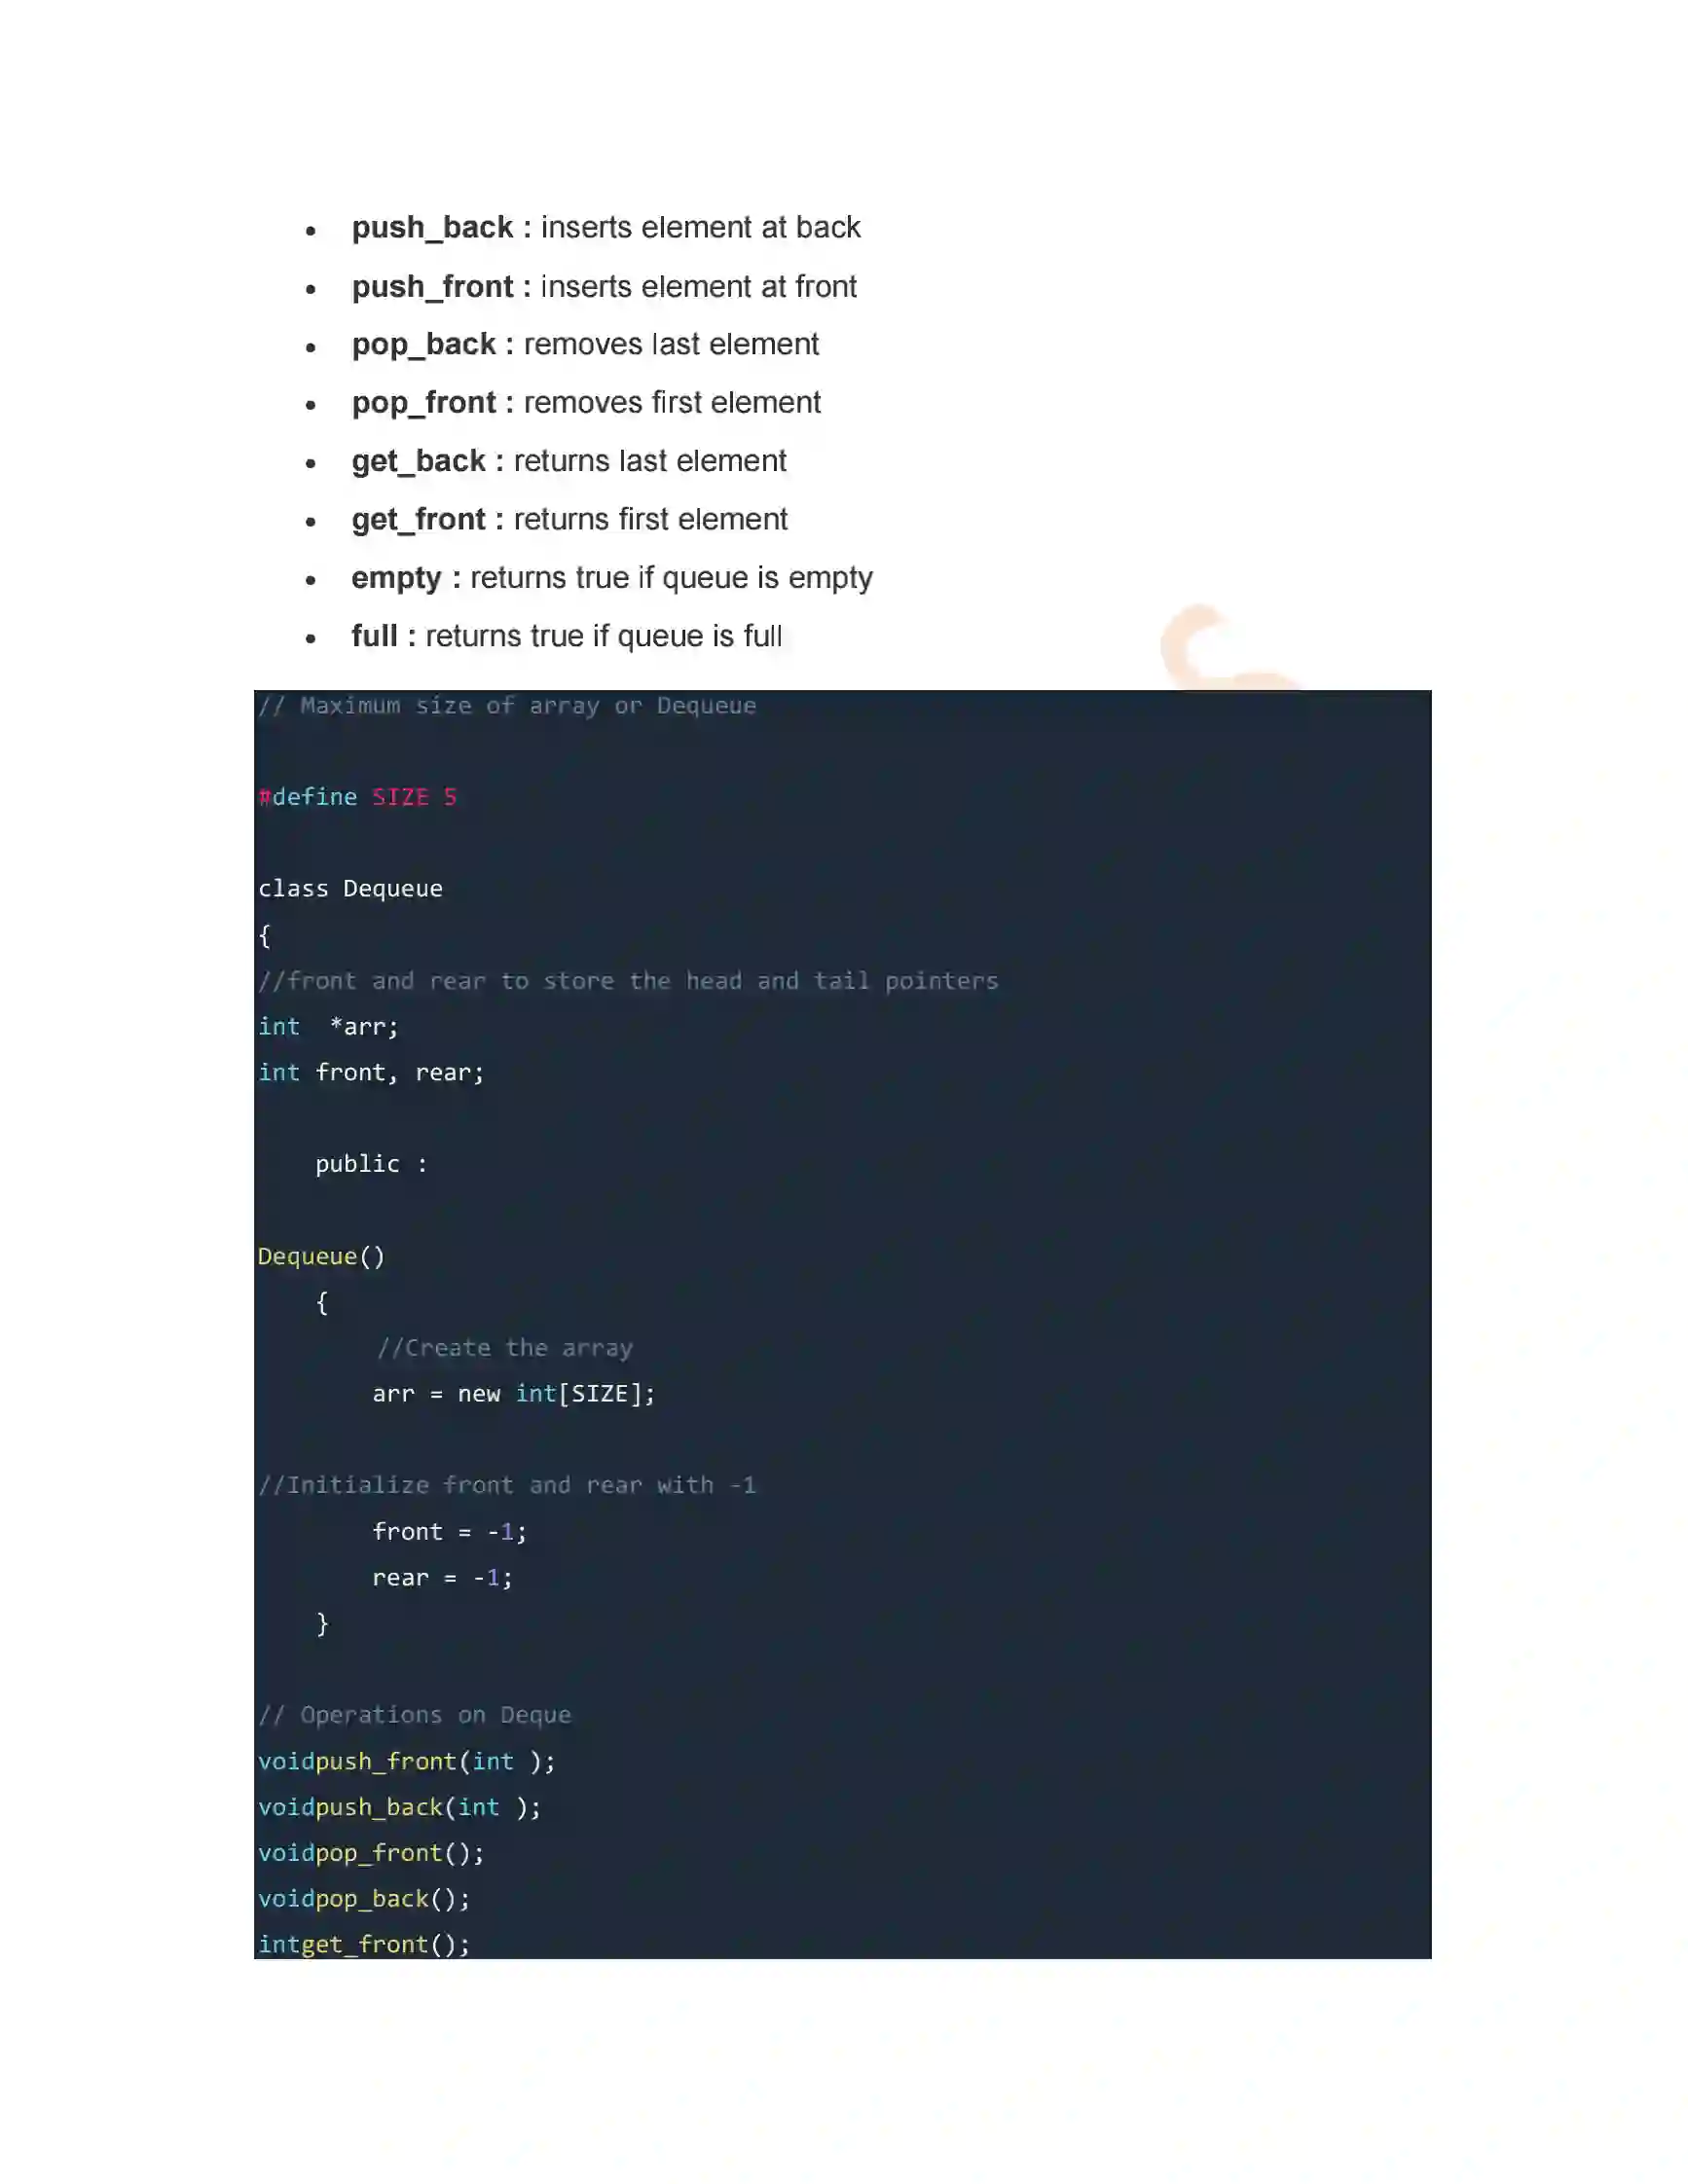 • push_back : inserts element at back
• push_front : inserts element at front
• pop_back : removes last element
• pop_front : removes first element
• get_back : returns last element
• get_front : returns first element
• empty : returns true if queue is empty
• full : returns true if queue is full
// Maximum size of array or Dequeue
#define SIZE 5
class Dequeue
{
//front and rear to store the head and tail pointers
int  *arr;
int front, rear;
    public :
Dequeue()
    {
        //Create the array
        arr = new int[SIZE];
//Initialize front and rear with -1
        front = -1;
        rear = -1;
    }
// Operations on Deque
voidpush_front(int );
voidpush_back(int );
voidpop_front();
voidpop_back();
intget_front();